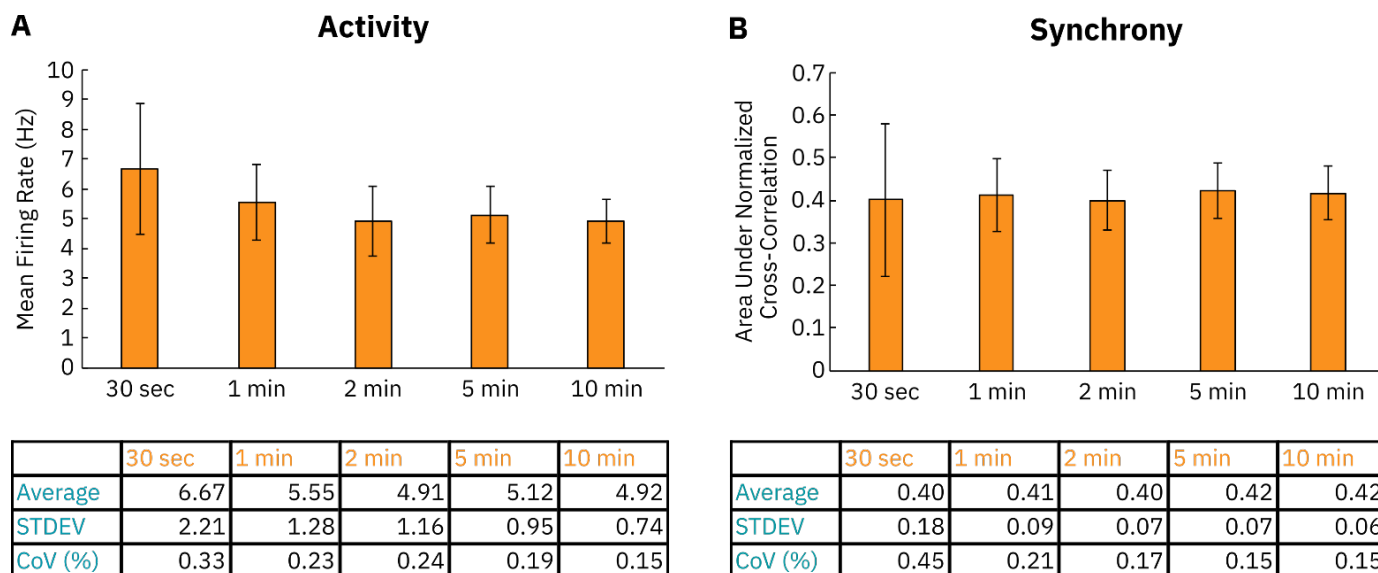 A
Activity
Mean Firing Rate (Hz)
10
9
8
7
6
5
4
3
2
1
0
30 sec 1 min 2 min 5 min 10 min
30 sec 1 min 2 min 5 min 10 min
Average 6.67 5.55 4.91 5.12 4.92
STDEV 2.21 1.28 1.16 0.95 0.74
CoV (%) 0.33 0.23 0.24 0.19 0.15
B
Synchrony
Area Under Normalized
Cross-Correlation
0.7
0.6
0.5
0.4
0.3
0.2
0.1
0
30 sec 1 min 2 min 5 min 10 min
30 sec 1 min 2 min 5 min 10 min
Average 0.40 0.41 0.40 0.42 0.42
STDEV 0.18 0.09 0.07 0.07 0.06
CoV (%) 0.45 0.21 0.17 0.15 0.15